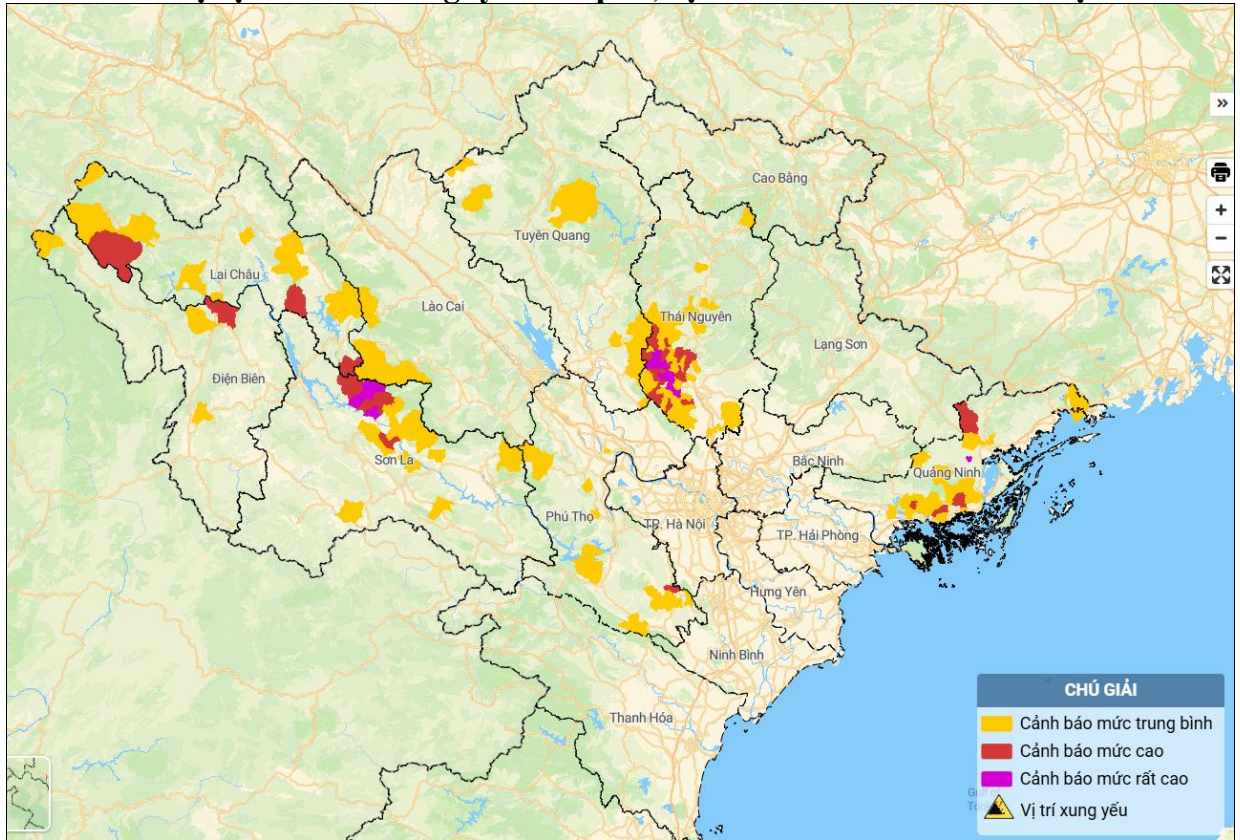 Cao Bằng
Tuyên Quang
Lai Châu
Lào Cai
Thái Nguyên
Lạng Sơn
Điện Biên
Sơn La
Bắc Ninh
Quảng Ninh
Phú Thọ
TP. Hà Nội
TP. Hải Phòng
Hưng Yên
Ninh Bình
Thanh Hóa
CHÚ GIẢI
Cảnh báo mức trung bình
Cảnh báo mức cao
Cảnh báo mức rất cao
Vị trí xung yếu